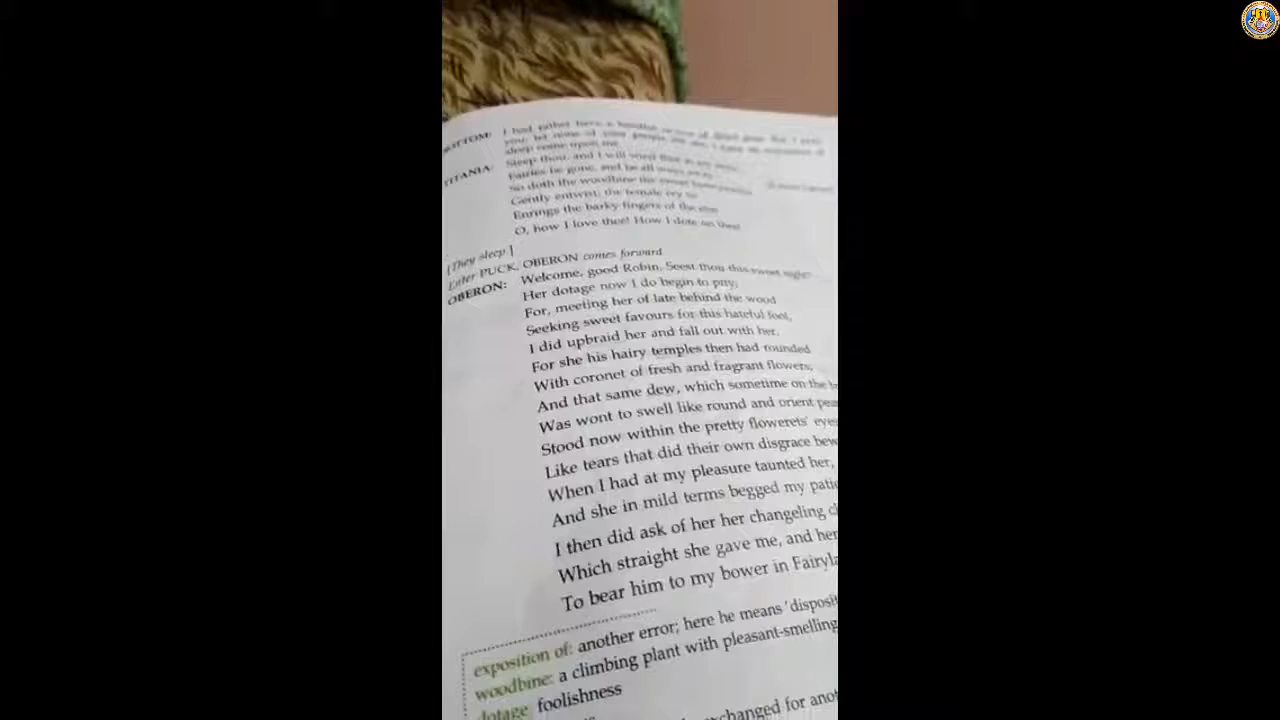 BOTTOM: I had rather have a handful or two of dried peas. But I pray
you, let none of your people stir me; I have an exposition of
sleep come upon me.
TITANIA: Sleep thou, and I will wind thee in my arms.
Fairies be gone, and be all ways away.
So doth the woodbine the sweet honeysuckle
Gently entwist; the female ivy so
Enrings the barky fingers of the elm
O, how I love thee! How I dote on thee!
[They sleep]
Enter PUCK, OBERON comes forward
OBERON: Welcome, good Robin. Seest thou this sweet sight?
Her dotage now I do begin to pity;
For, meeting her of late behind the wood
Seeking sweet favours for this hateful fool,
I did upbraid her and fall out with her.
For she his hairy temples then had rounded
With coronet of fresh and fragrant flowers;
And that same dew, which sometime on the
Was wont to swell like round and orient
Stood now within the pretty flowerets' eyes
Like tears that did their own disgrace
When I had at my pleasure taunted her,
And she in mild terms begged my
I then did ask of her her changeling
Which straight she gave me, and her
To bear him to my bower in
exposition of: another error; here he means 'disposit
woodbine: a climbing plant with pleasant-smelling
dotage foolishness
exchanged for